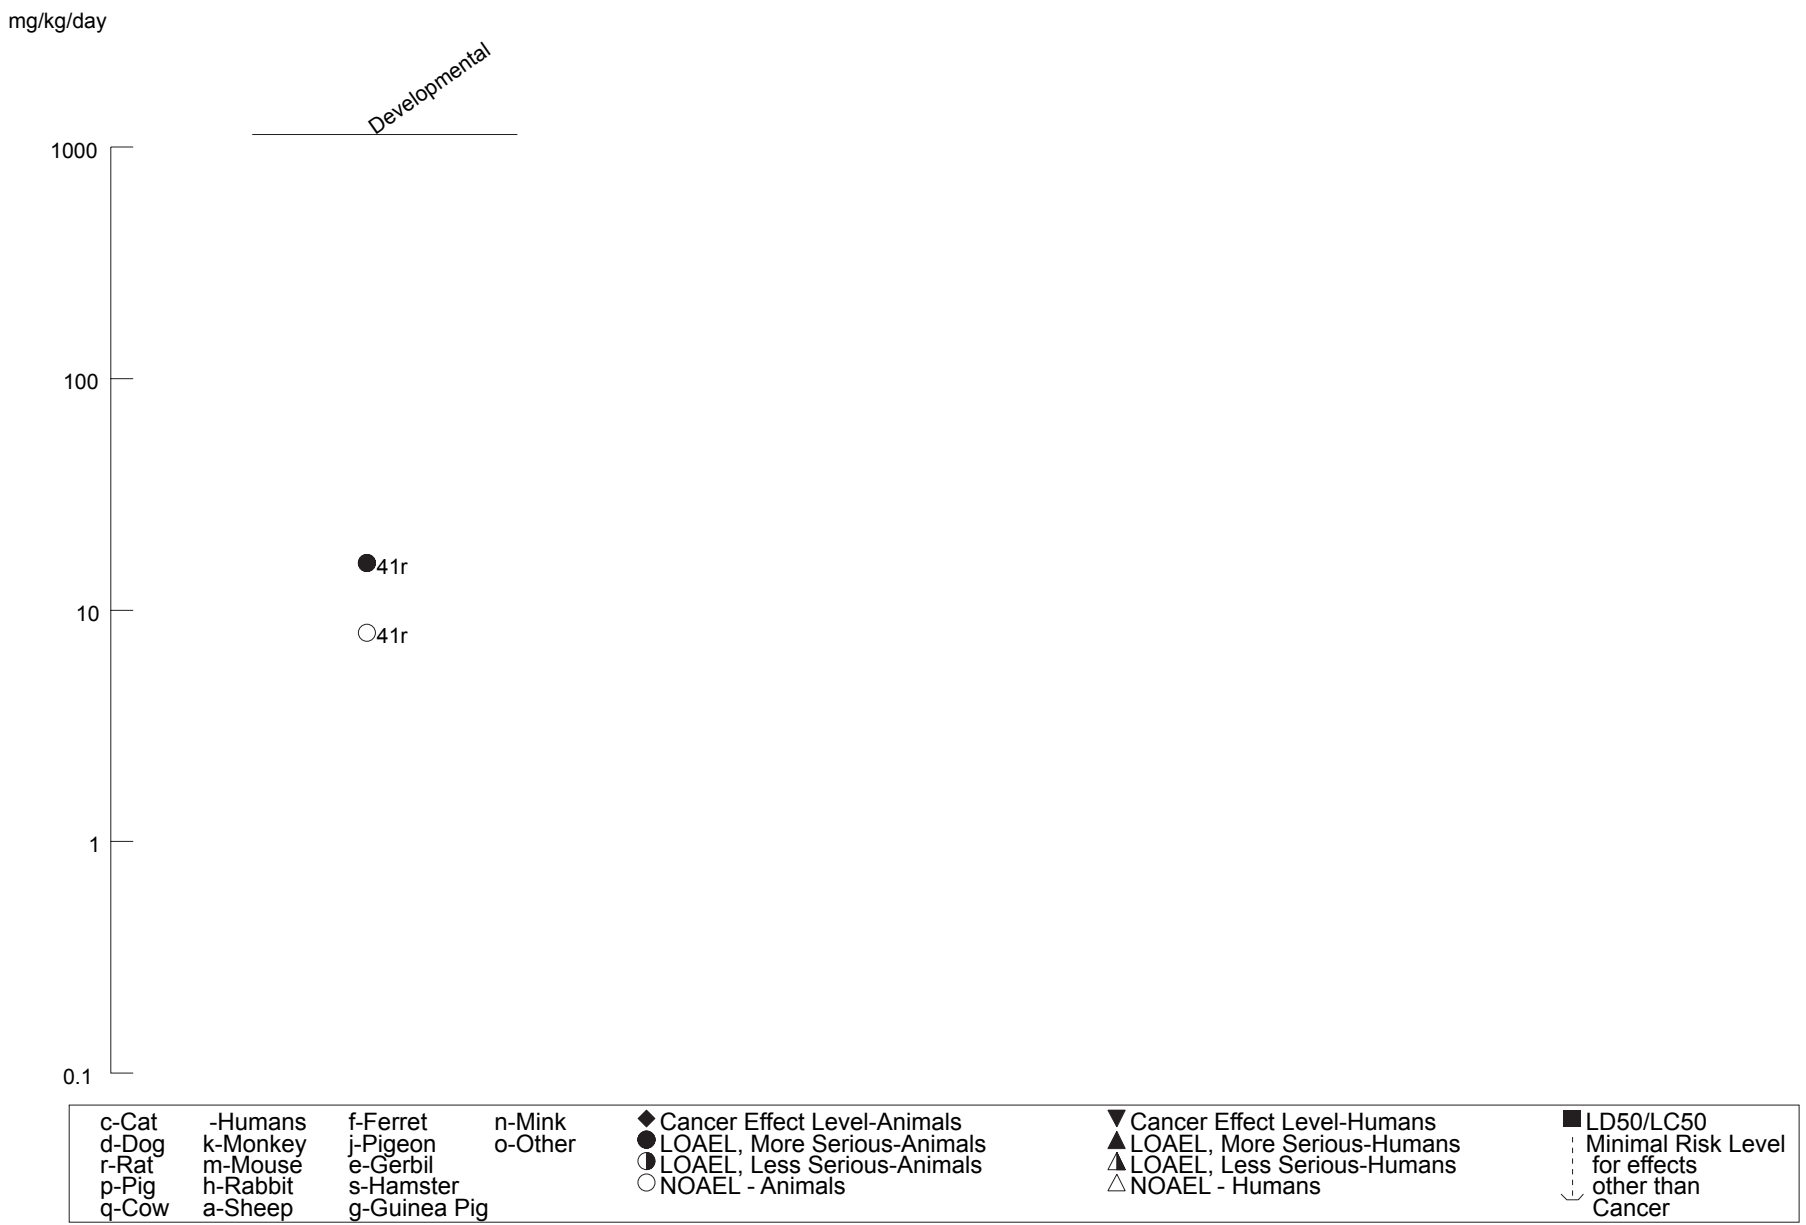 mg/kg/day
Developmental
1000
100
41r
10
41r
1
0.1
c-Cat -Humans f-Ferret n-Mink
d-Dog k-Monkey j-Pigeon o-Other
r-Rat m-Mouse e-Gerbil
p-Pig h-Rabbit s-Hamster
q-Cow a-Sheep g-Guinea Pig
Cancer Effect Level-Animals
LOAEL, More Serious-Animals
LOAEL, Less Serious-Animals
NOAEL - Animals
Cancer Effect Level-Humans
LOAEL, More Serious-Humans
LOAEL, Less Serious-Humans
NOAEL - Humans
LD50/LC50
Minimal Risk Level
for effects
other than
Cancer